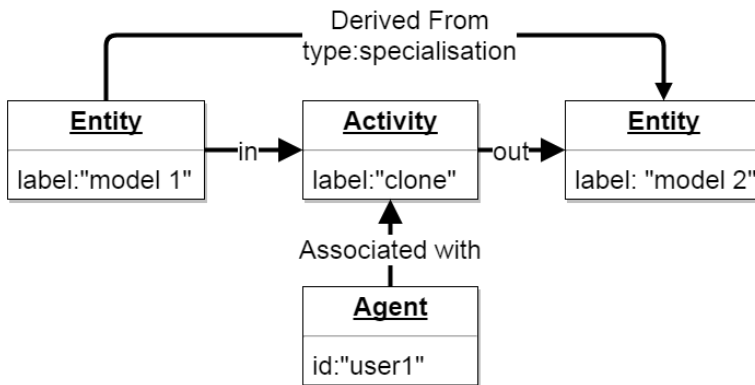 Derived From
type:specialisation
Entity
Activity
Entity
in
out
label:"model 1"
label:"clone"
label: "model 2"
Associated with
Agent
id:"user1"